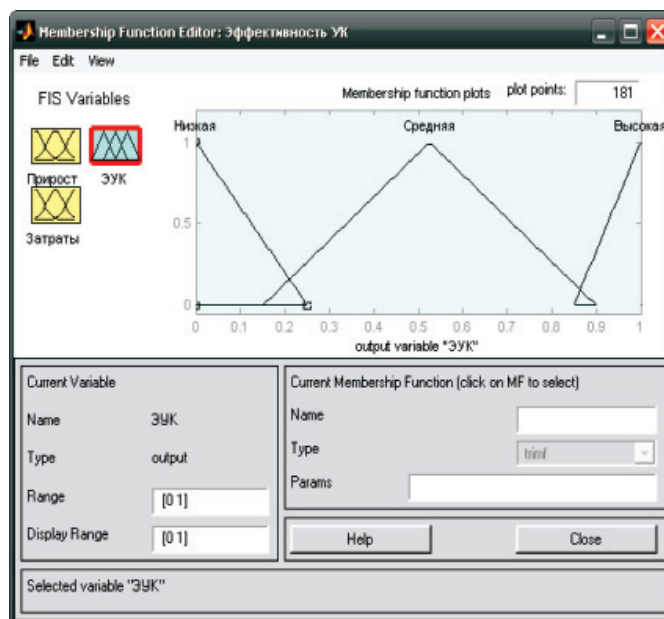 Membership Function Editor: Эффективность УК
File Edit View
FIS Variables
Membership function plots plot points: 181
Прирост ЭУК
Затраты
Низкая Средняя Высокая
1
0.5
0
0 0.1 0.2 0.3 0.4 0.5 0.6 0.7 0.8 0.9 1
output variable "ЭУК"
Current Variable
Name ЭУК
Type output
Range [0 1]
Display Range [0 1]
Current Membership Function (click on MF to select)
Name
Type trimf
Params
Help Close
Selected variable "ЭУК"